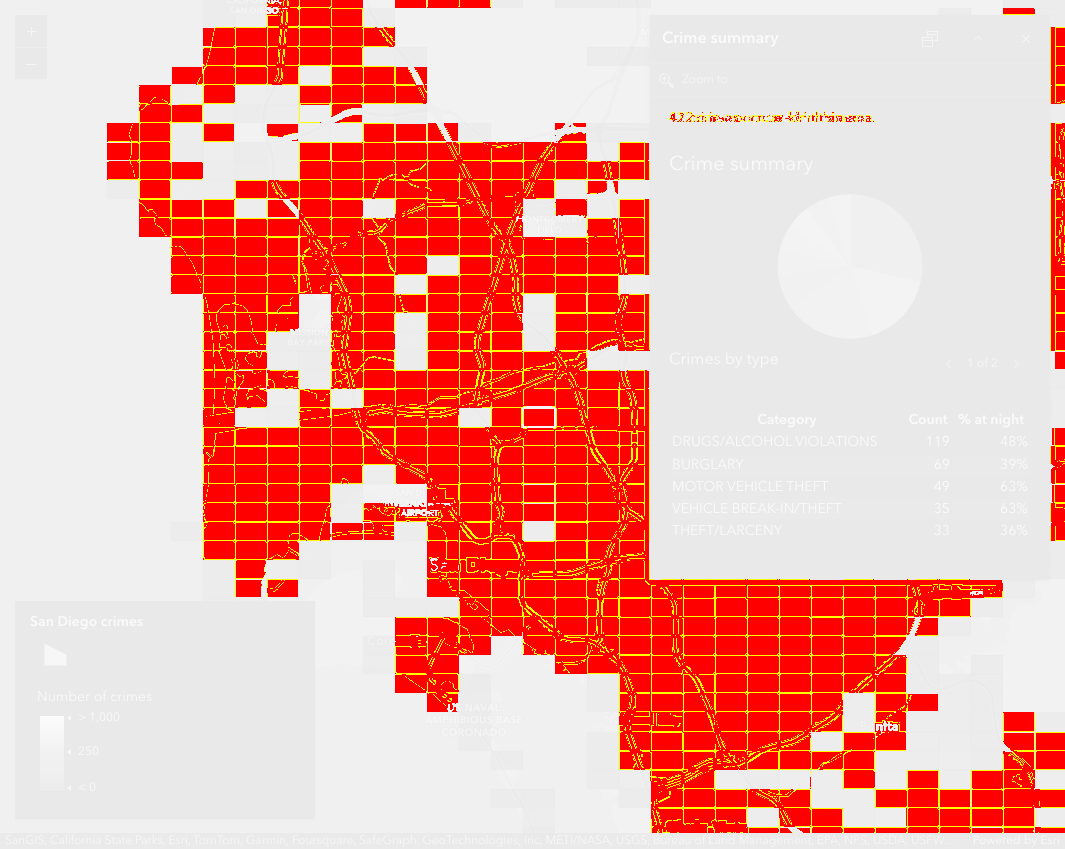 Crime summary
Zoom to
Crime summary
Crimes by type
1 of 2
Category Count % at night
DRUGS/ALCOHOL VIOLATIONS 119 48%
BURGLARY 69 39%
MOTOR VEHICLE THEFT 49 63%
VEHICLE BREAK-IN/THEFT 35 63%
THEFT/LARCENY 33 36%
AIRPORT
NAVAL
AMPHIBIOUS BASE
CORONADO
San Diego crimes
Number of crimes
> 1,000
250
< 0
SanGIS, California State Parks, Esri, TomTom, Garmin, Foursquare, SafeGraph, GeoTechnologies, Inc, METI/NASA, USGS, Bureau of Land Management, EPA, NPS, USDA, USFW Powered by Esri